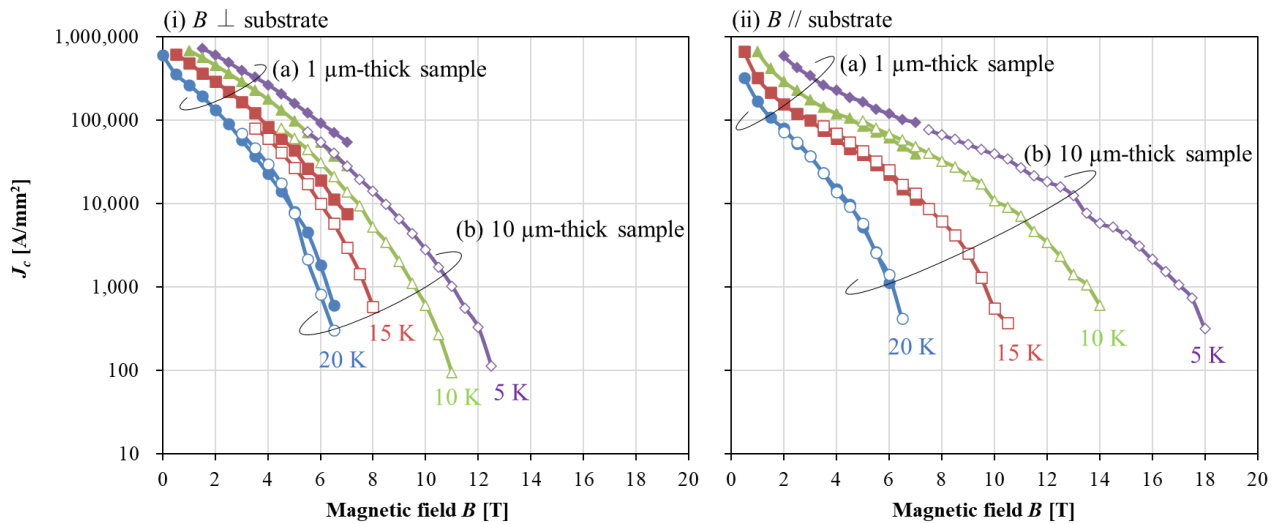 (i) B ⊥ substrate
(ii) B // substrate
1,000,000
100,000
10,000
1,000
100
10
J_c [A/mm²]
(a) 1 μm-thick sample
(b) 10 μm-thick sample
20 K
15 K
10 K
5 K
0 2 4 6 8 10 12 14 16 18 20
Magnetic field B [T]
(a) 1 μm-thick sample
(b) 10 μm-thick sample
20 K
15 K
10 K
5 K
0 2 4 6 8 10 12 14 16 18 20
Magnetic field B [T]